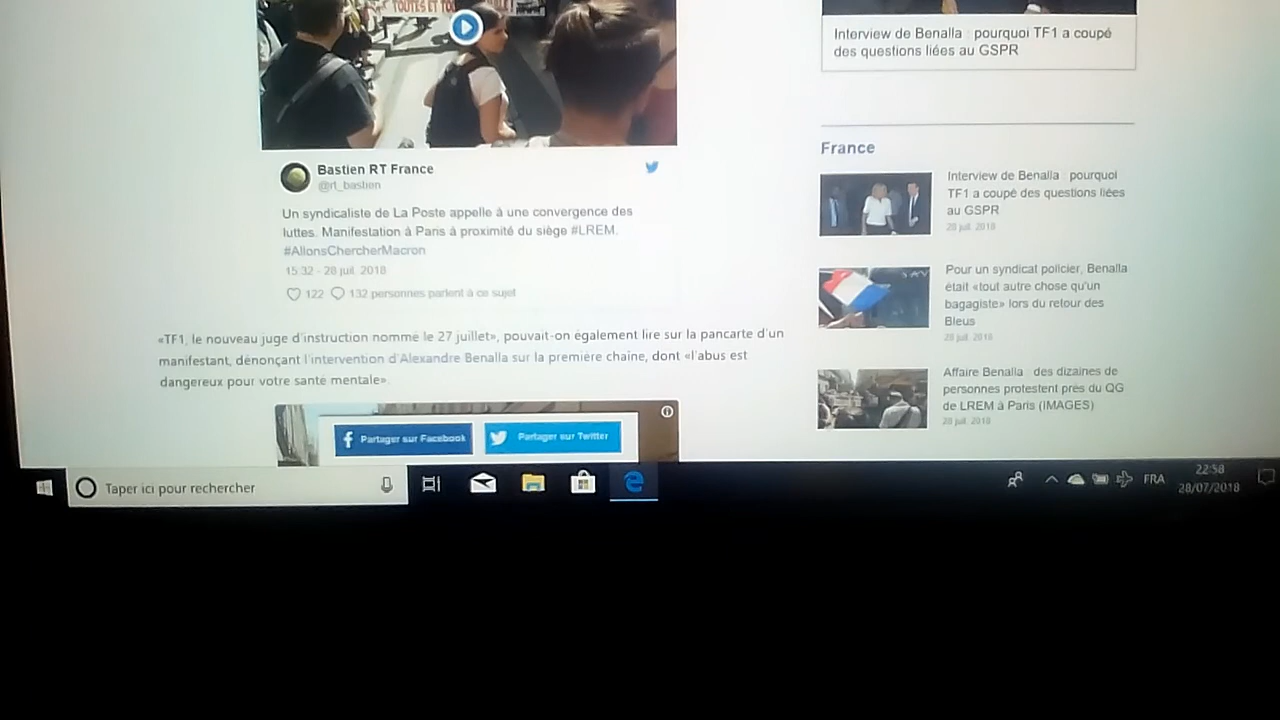 TOUTES ET
Interview de Benalla : pourquoi TF1 a coupé
des questions liées au GSPR
Bastien RT France
@rt_bastien
Un syndicaliste de La Poste appelle à une convergence des
luttes. Manifestation à Paris à proximité du siège #LREM.
#AllonsChercherMacron
15:32 - 28 juil. 2018
122
132 personnes parlent à ce sujet
«TF1, le nouveau juge d'instruction nommé le 27 juillet», pouvait-on également lire sur la pancarte d'un
manifestant, dénonçant l'intervention d'Alexandre Benalla sur la première chaîne, dont «l'abus est
dangereux pour votre santé mentale».
Partager sur Facebook
Partager sur Twitter
France
Interview de Benalla : pourquoi
TF1 a coupé des questions liées
au GSPR
28 juil. 2018
Pour un syndicat policier, Benalla
était «tout autre chose qu'un
bagagiste» lors du retour des
Bleus
28 juil. 2018
Affaire Benalla : des dizaines de
personnes protestent près du QG
de LREM à Paris (IMAGES)
28 juil. 2018
Taper ici pour rechercher
FRA
22:58
28/07/2018